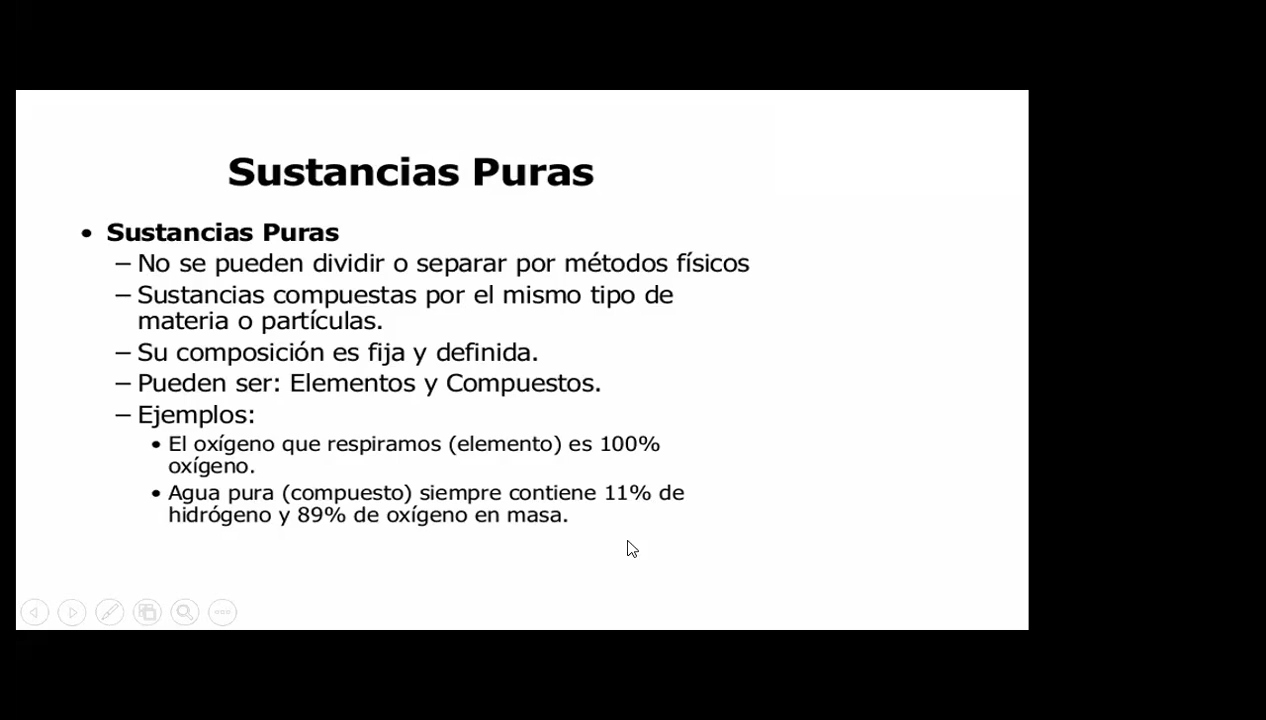 Sustancias Puras
• Sustancias Puras
– No se pueden dividir o separar por métodos físicos
– Sustancias compuestas por el mismo tipo de
materia o partículas.
– Su composición es fija y definida.
– Pueden ser: Elementos y Compuestos.
– Ejemplos:
• El oxígeno que respiramos (elemento) es 100%
oxígeno.
• Agua pura (compuesto) siempre contiene 11% de
hidrógeno y 89% de oxígeno en masa.